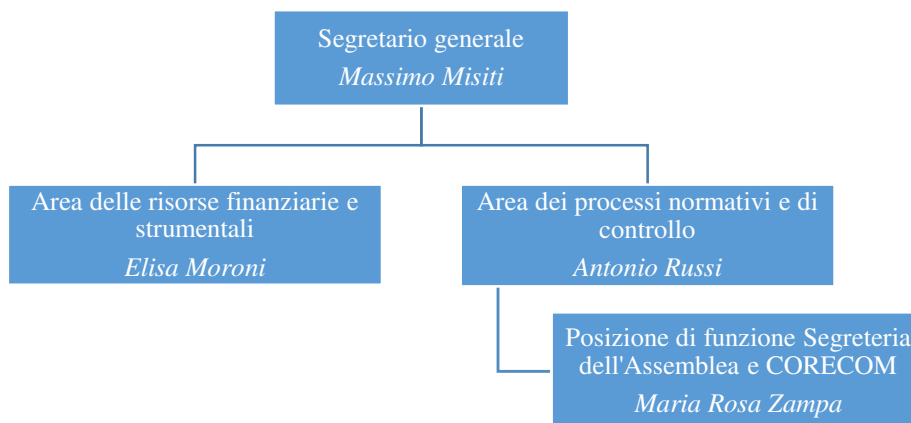 Segretario generale
Massimo Misiti
Area delle risorse finanziarie e
strumentali
Elisa Moroni
Area dei processi normativi e di
controllo
Antonio Russi
Posizione di funzione Segreteria
dell'Assemblea e CORECOM
Maria Rosa Zampa